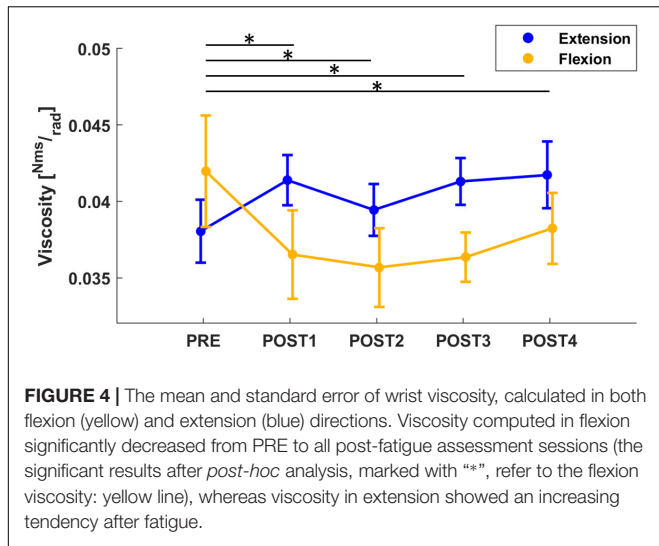 0.05
0.045
0.04
0.035
Viscosity [Nms/rad]
* 
*
*
*
Extension
Flexion
PRE POST1 POST2 POST3 POST4
FIGURE 4 | The mean and standard error of wrist viscosity, calculated in both
flexion (yellow) and extension (blue) directions. Viscosity computed in flexion
significantly decreased from PRE to all post-fatigue assessment sessions (the
significant results after post-hoc analysis, marked with “*”, refer to the flexion
viscosity: yellow line), whereas viscosity in extension showed an increasing
tendency after fatigue.